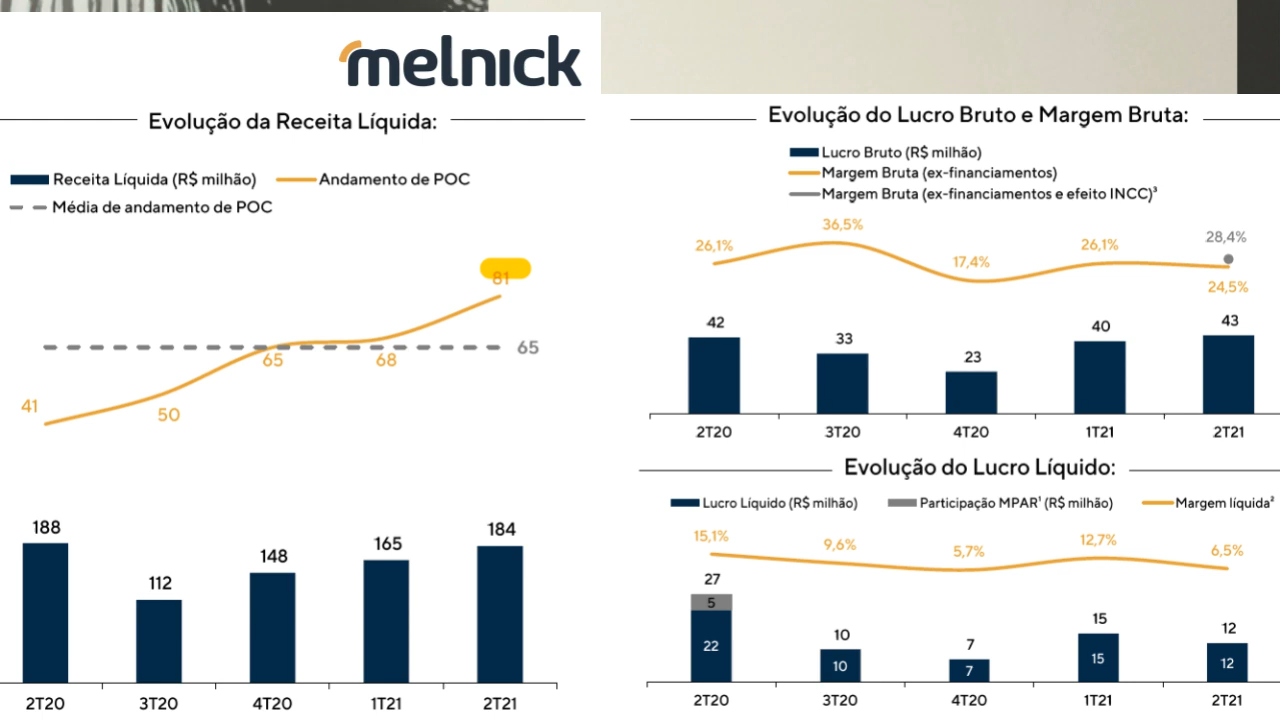 melnick
Evolução da Receita Líquida:
Receita Líquida (R$ milhão) Andamento de POC
Média de andamento de POC
81
65
65 68
41
50
188 112 148 165 184
2T20 3T20 4T20 1T21 2T21
Evolução do Lucro Bruto e Margem Bruta:
Lucro Bruto (R$ milhão)
Margem Bruta (ex-financiamentos)
Margem Bruta (ex-financiamentos e efeito INCC)³
26,1% 36,5% 17,4% 26,1% 28,4%
24,5%
42 33 23 40 43
2T20 3T20 4T20 1T21 2T21
Evolução do Lucro Líquido:
Lucro Líquido (R$ milhão) Participação MPAR¹ (R$ milhão) Margem líquida²
15,1% 9,6% 5,7% 12,7% 6,5%
27 10 7 15 12
5
22 10 7 15 12
2T20 3T20 4T20 1T21 2T21